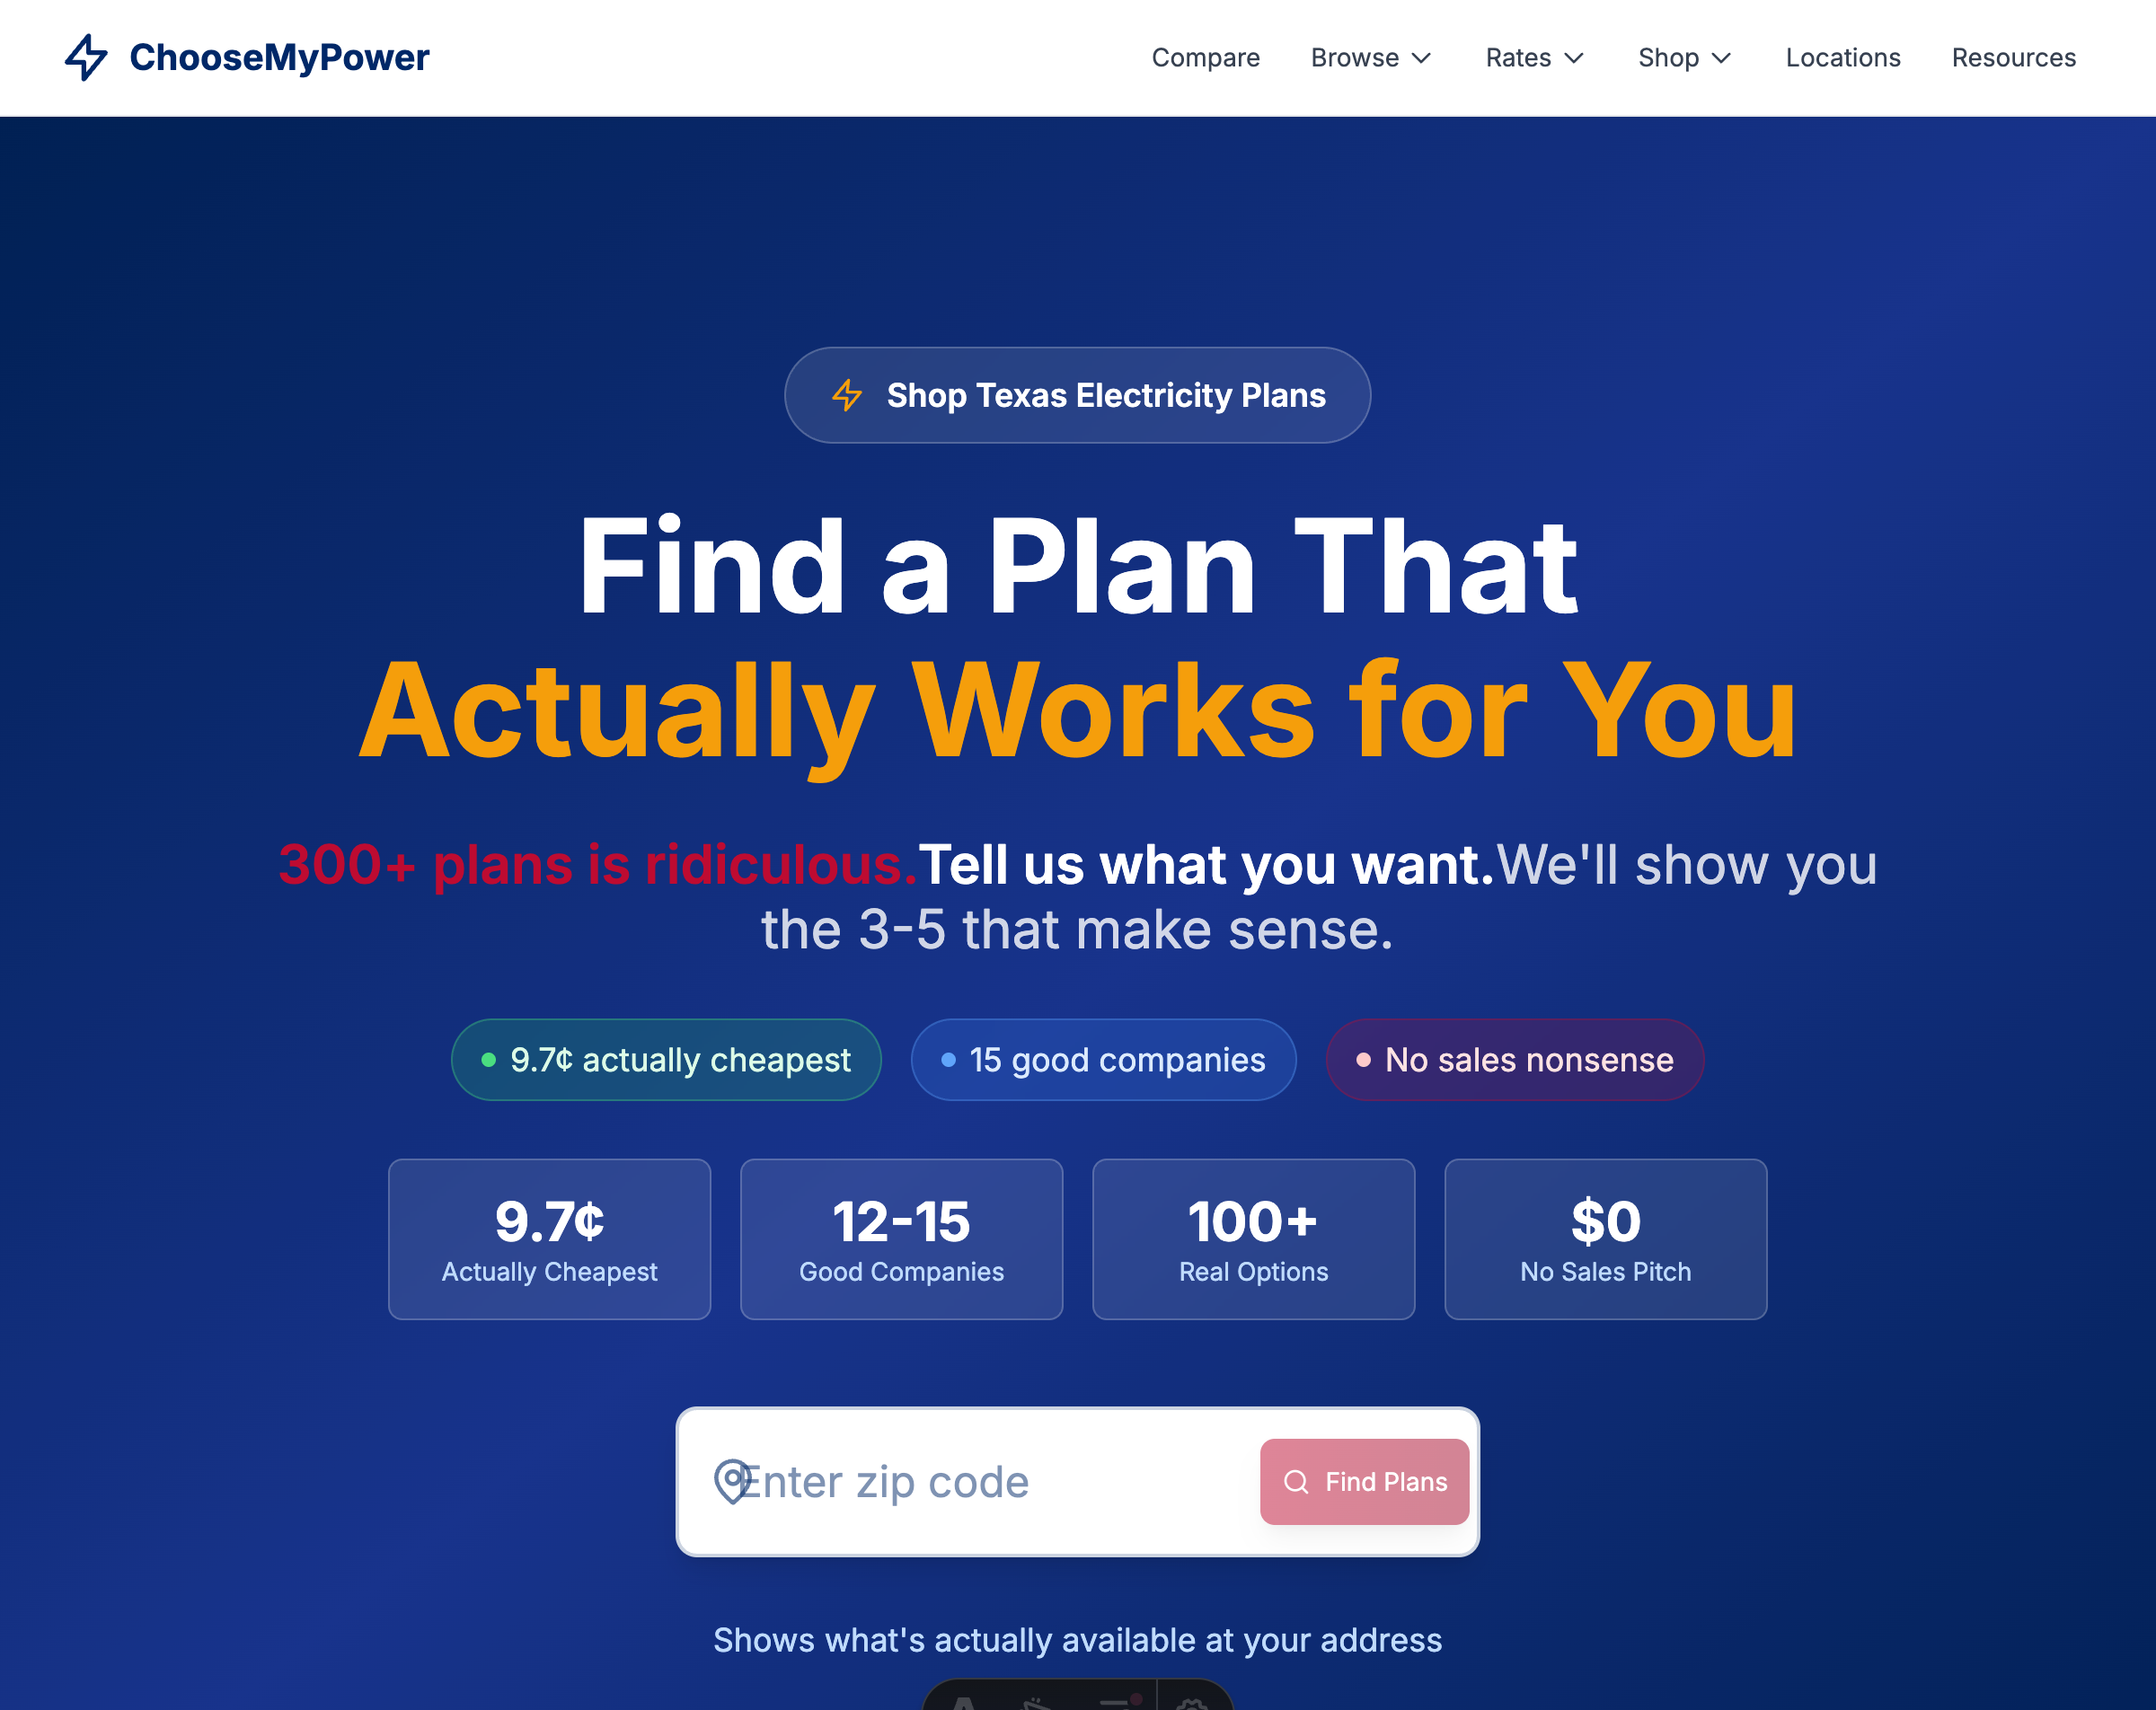 ChooseMyPower
Compare Browse Rates Shop Locations Resources
Shop Texas Electricity Plans
Find a Plan That
Actually Works for You
300+ plans is ridiculous.Tell us what you want.We'll show you
the 3-5 that make sense.
9.7¢ actually cheapest
15 good companies
No sales nonsense
9.7¢
Actually Cheapest
12-15
Good Companies
100+
Real Options
$0
No Sales Pitch
Enter zip code
Find Plans
Shows what's actually available at your address